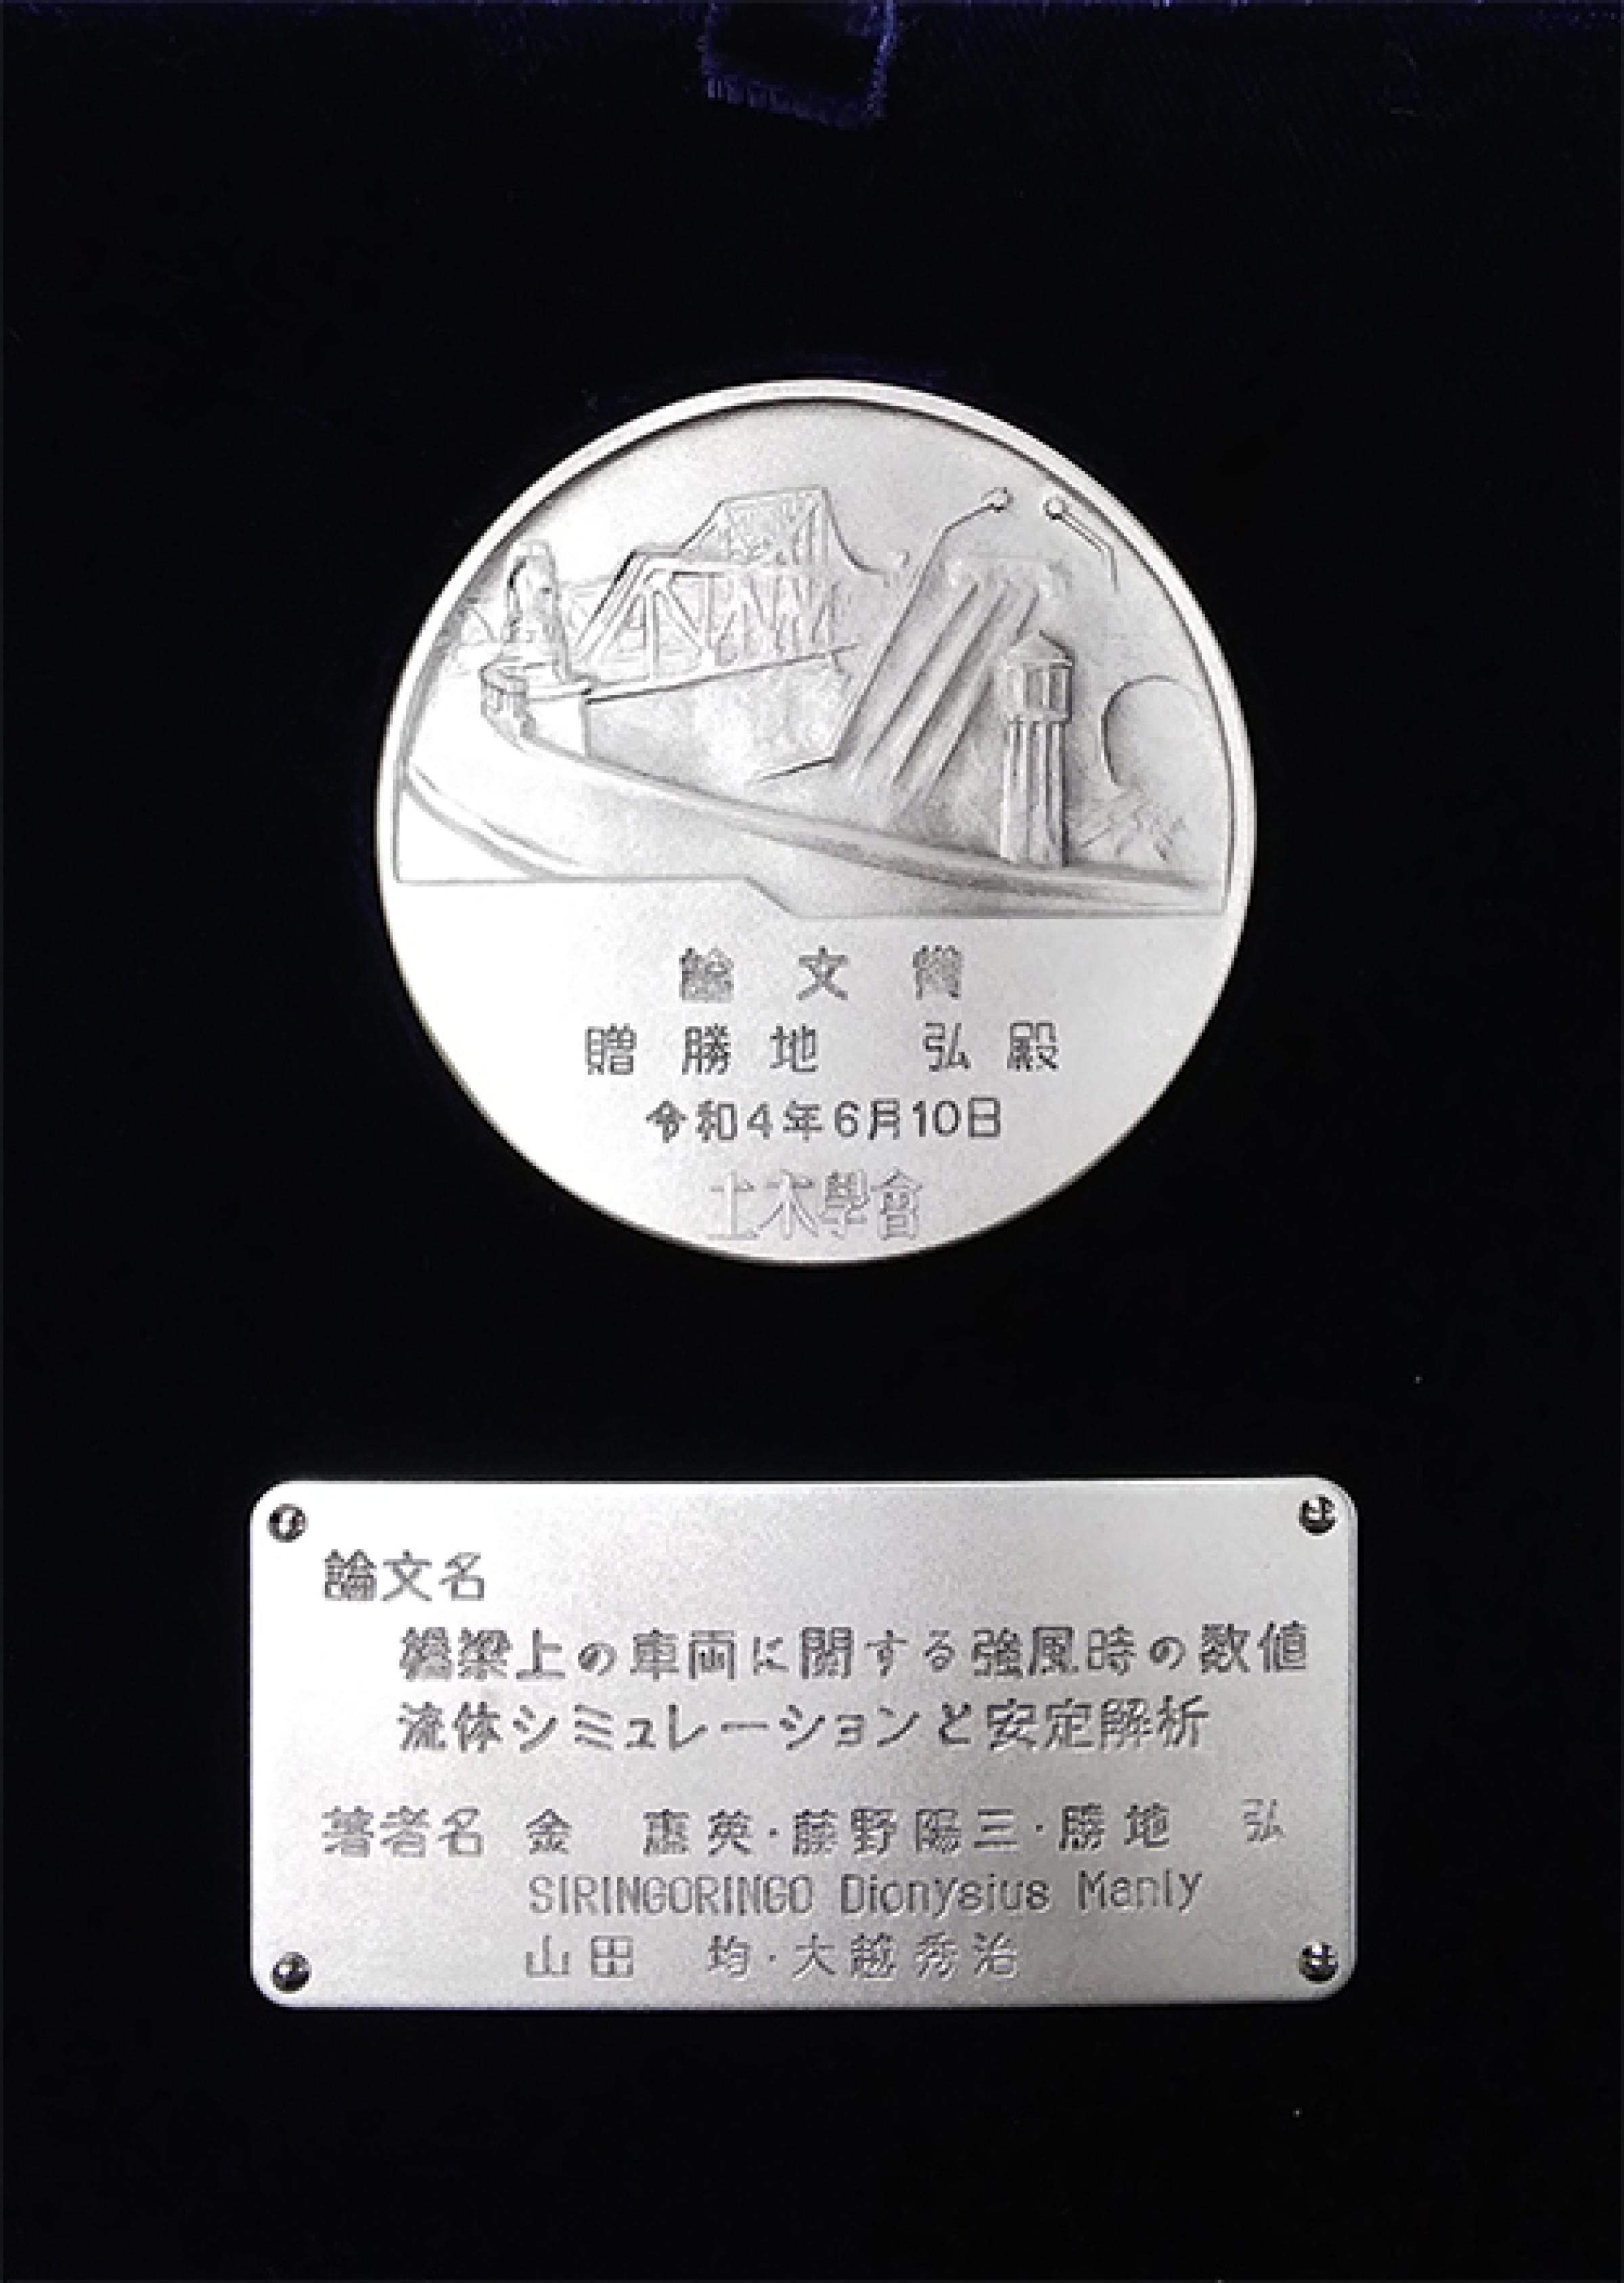 論文賞
贈 勝地 弘殿
令和4年6月10日
土木學會
論文名
橋梁上の車両に関する強風時の数値
流体シミュレーションと安定解析
著者名 金 惠英・藤野陽三・勝地 弘
SIRINGORINGO Dionysius Manly
山田 均・大越秀治